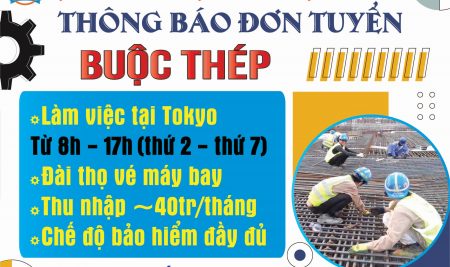 THÔNG BÁO ĐƠN TUYỂN
BUỘC THÉP
Làm việc tại Tokyo
Từ 8h - 17h (thứ 2 - thứ 7)
Đài thọ vé máy bay
Thu nhập ~40tr/tháng
Chế độ bảo hiểm đầy đủ